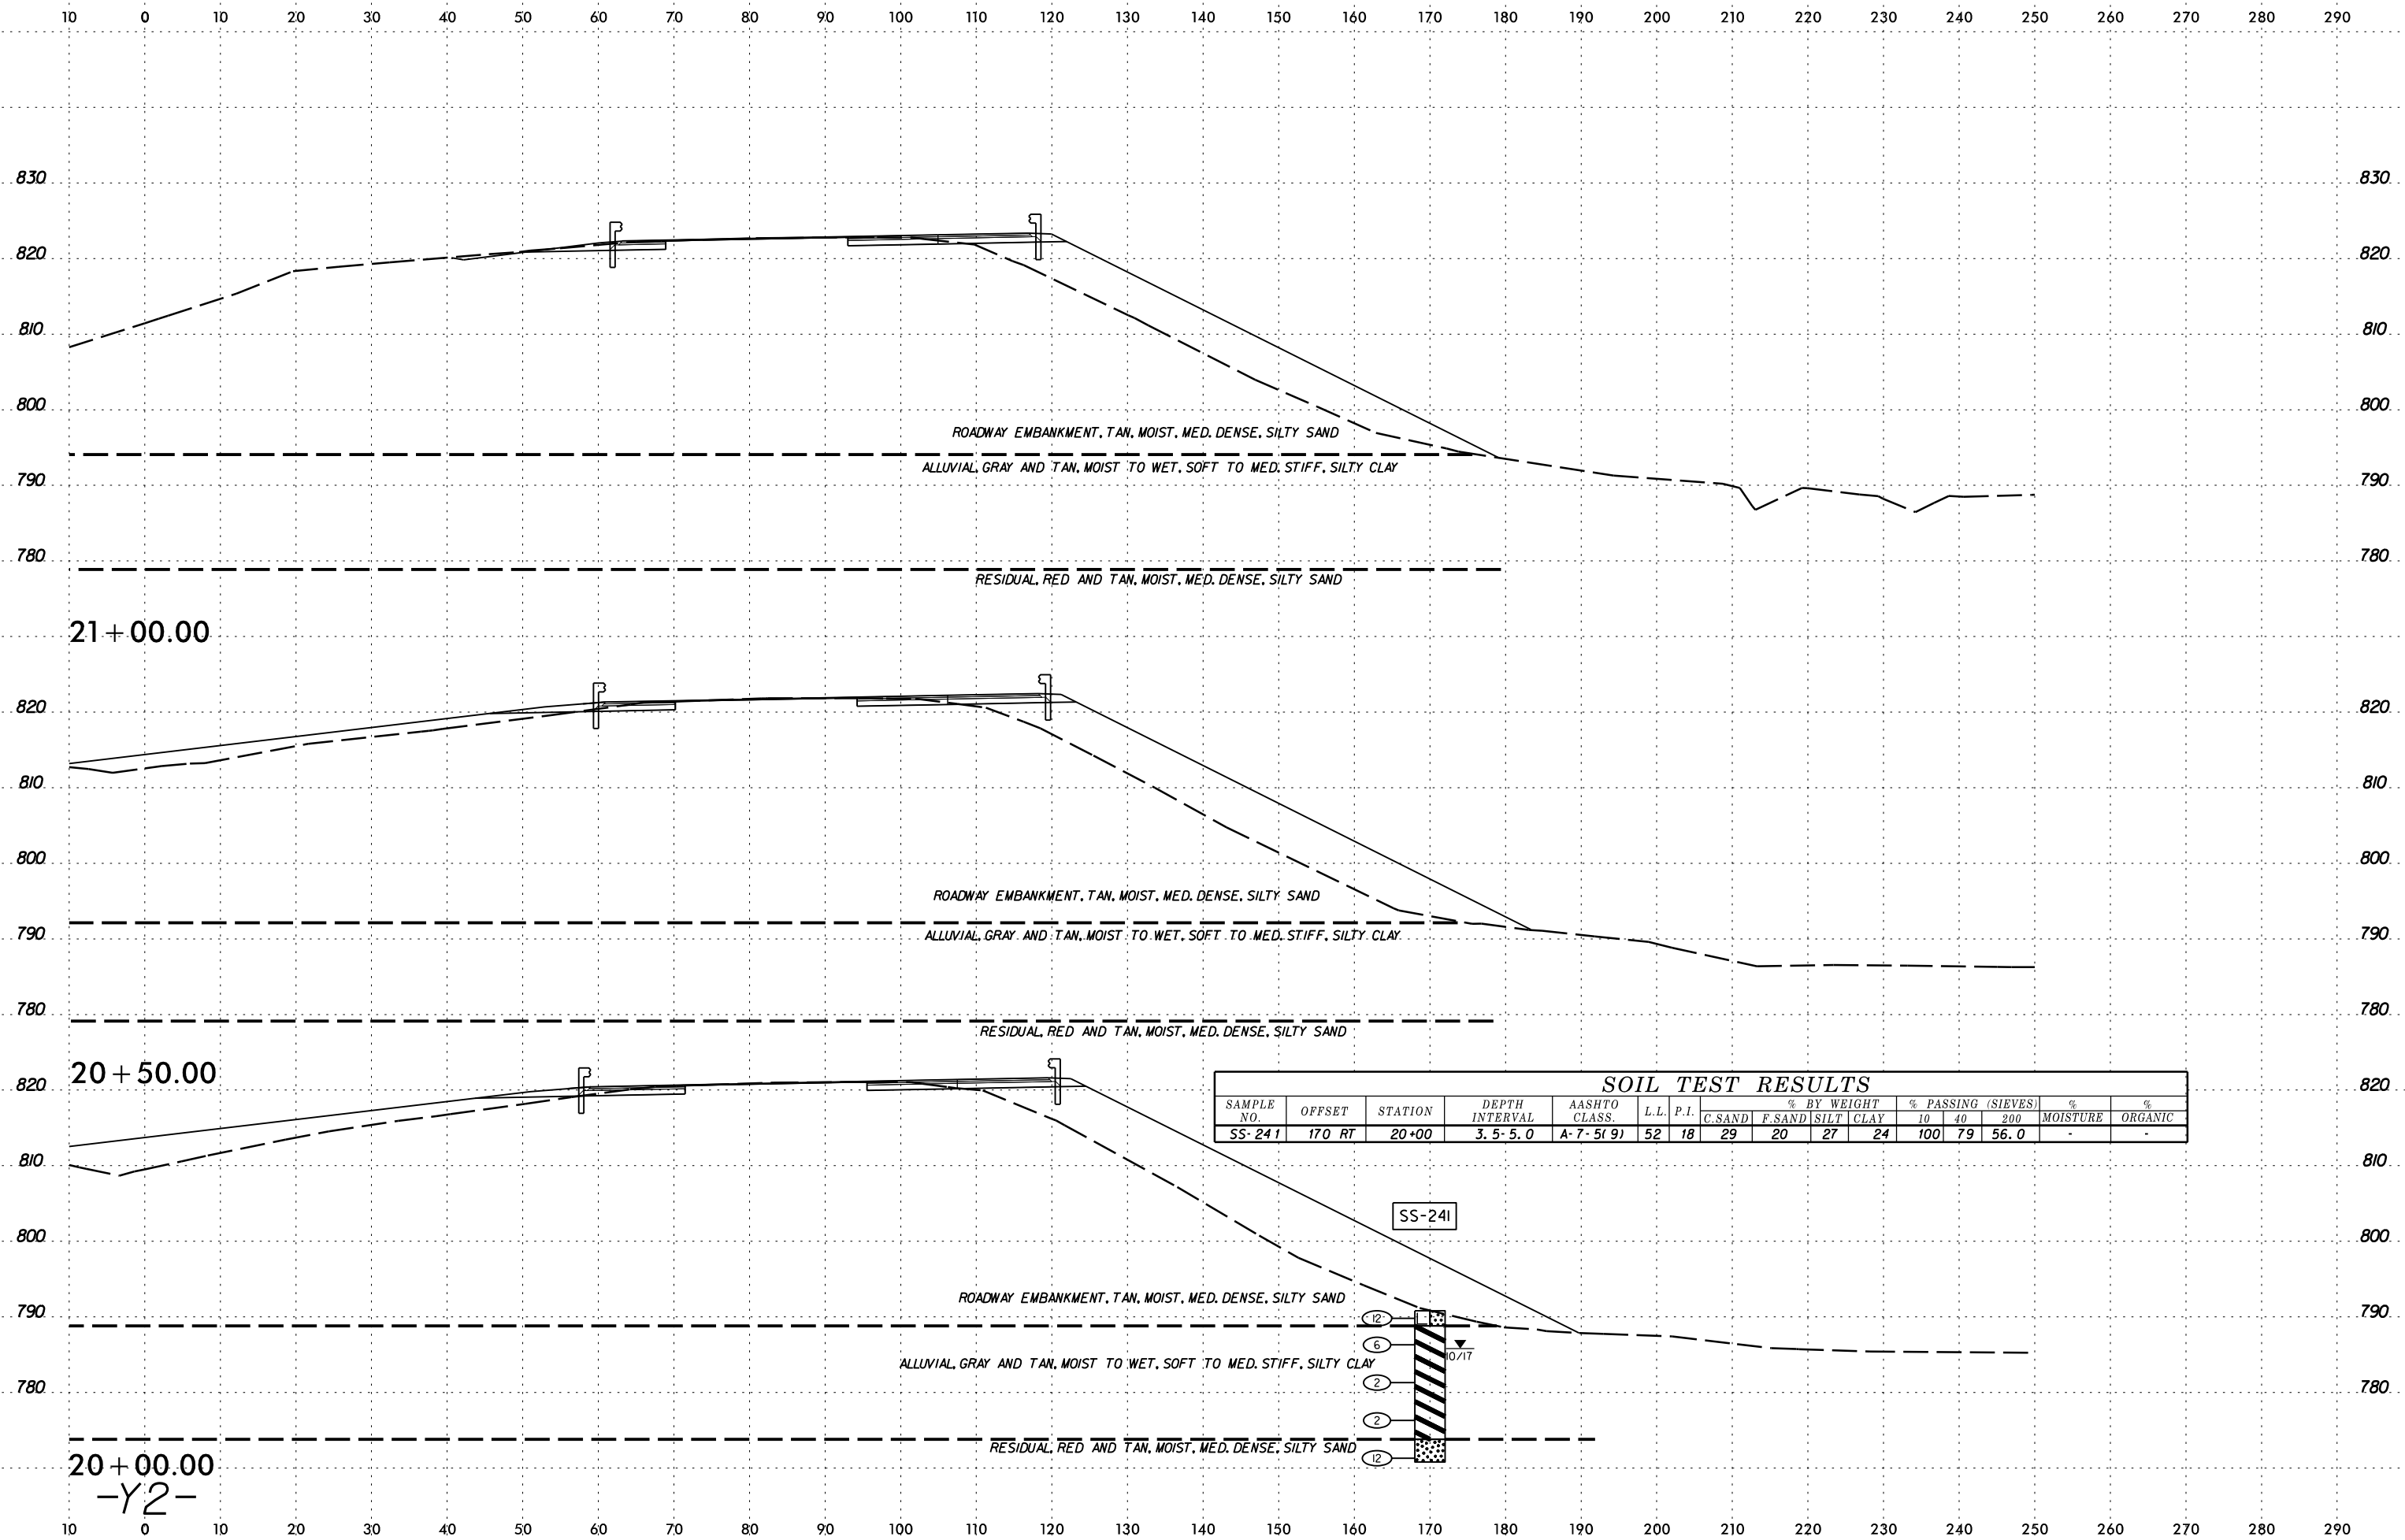 10 0 10 20 30 40 50 60 70 80 90 100 110 120 130 140 150 160 170 180 190 200 210 220 230 240 250 260 270 280 290
830 830
820 820
810 810
800 800
ROADWAY EMBANKMENT, TAN, MOIST, MED. DENSE, SILTY SAND
ALLUVIAL, GRAY AND TAN, MOIST TO WET, SOFT TO MED. STIFF, SILTY CLAY
790 790
780 780
RESIDUAL, RED AND TAN, MOIST, MED. DENSE, SILTY SAND
21+00.00
820 820
810 810
800 800
ROADWAY EMBANKMENT, TAN, MOIST, MED. DENSE, SILTY SAND
ALLUVIAL, GRAY AND TAN, MOIST TO WET, SOFT TO MED. STIFF, SILTY CLAY
790 790
780 780
RESIDUAL, RED AND TAN, MOIST, MED. DENSE, SILTY SAND
20+50.00
820 820
SOIL TEST RESULTS
SAMPLE NO. OFFSET STATION DEPTH INTERVAL AASHTO CLASS. L.L. P.I. % BY WEIGHT % PASSING (SIEVES) % MOISTURE % ORGANIC
C.SAND F.SAND SILT CLAY 10 40 200
SS-241 170 RT 20+00 3.5-5.0 A-7-5(9) 52 18 29 20 27 24 100 79 56.0 - -
810 810
SS-241
800 800
ROADWAY EMBANKMENT, TAN, MOIST, MED. DENSE, SILTY SAND
790 790
12
6
10/17
ALLUVIAL, GRAY AND TAN, MOIST TO WET, SOFT TO MED. STIFF, SILTY CLAY
2
780 780
2
RESIDUAL, RED AND TAN, MOIST, MED. DENSE, SILTY SAND
12
20+00.00
-Y2-
10 0 10 20 30 40 50 60 70 80 90 100 110 120 130 140 150 160 170 180 190 200 210 220 230 240 250 260 270 280 290